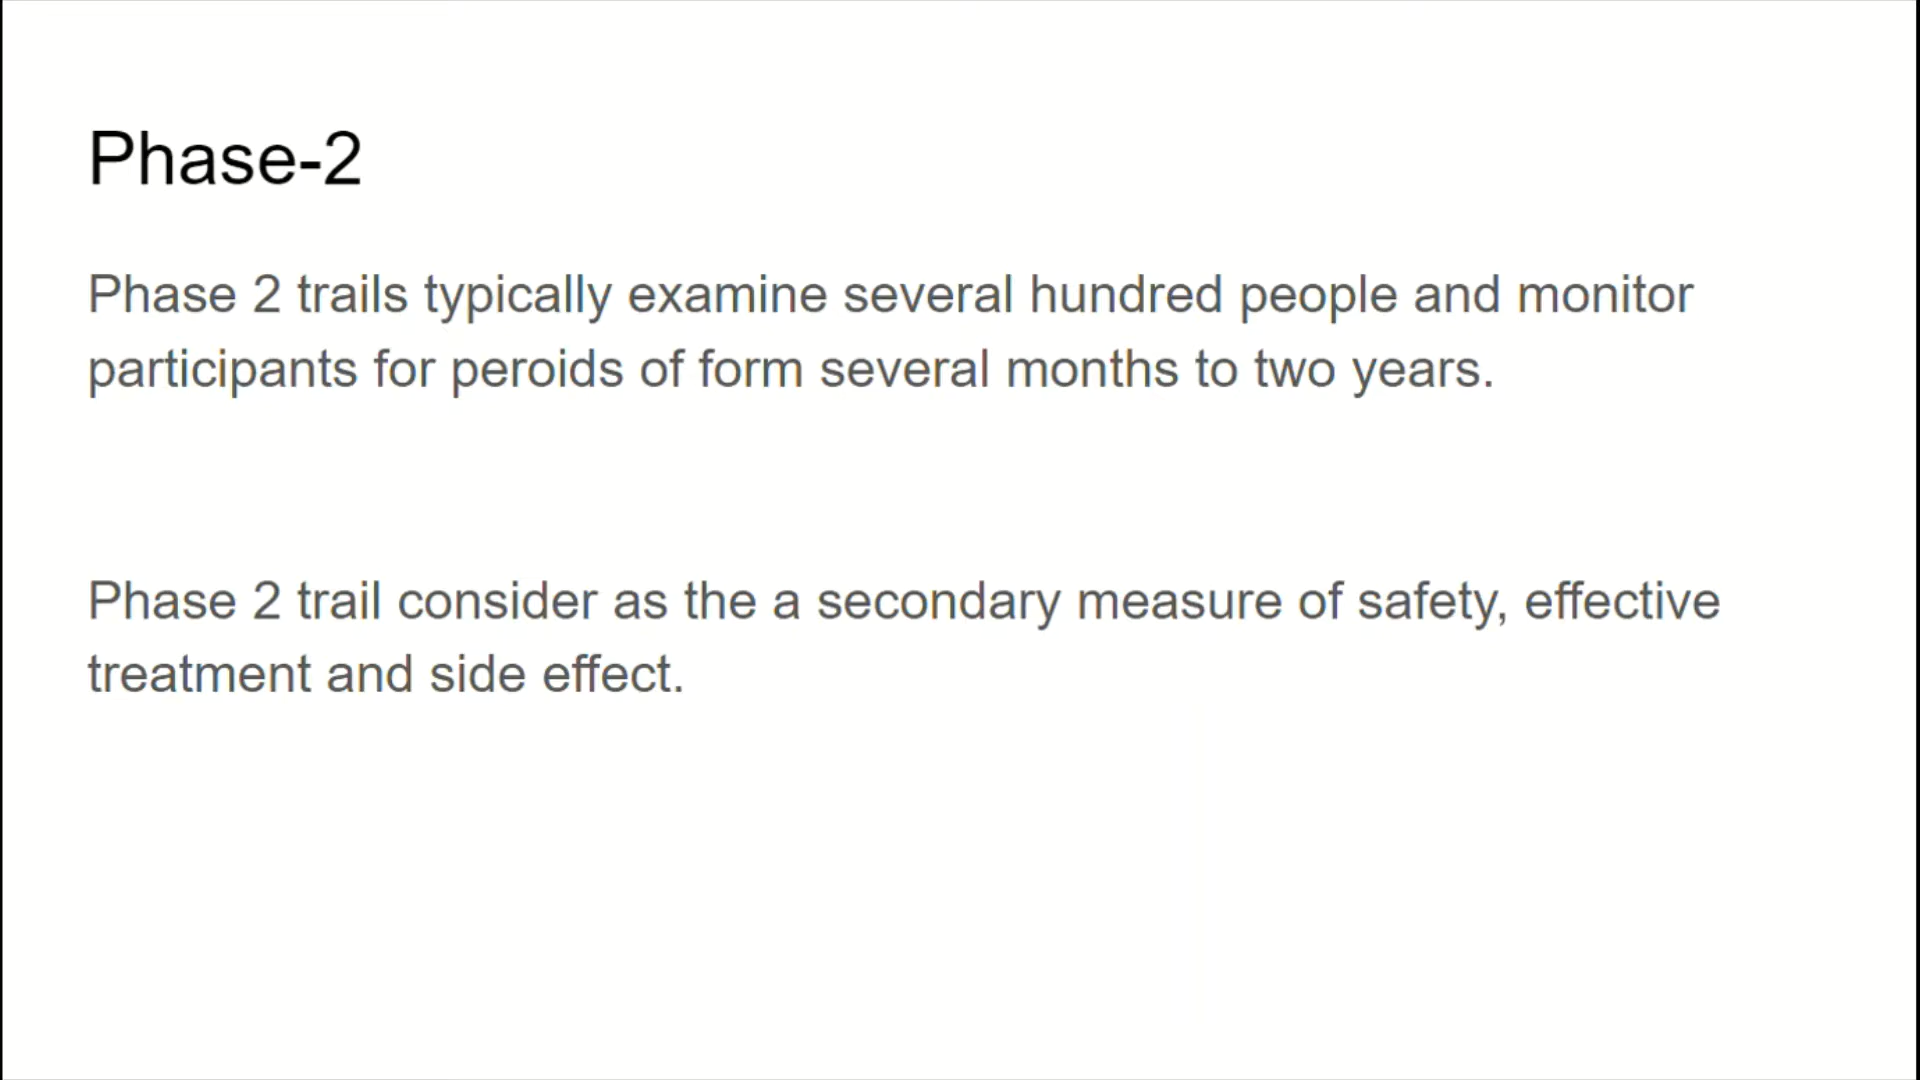 Phase-2
Phase 2 trails typically examine several hundred people and monitor
participants for peroids of form several months to two years.
Phase 2 trail consider as the a secondary measure of safety, effective
treatment and side effect.